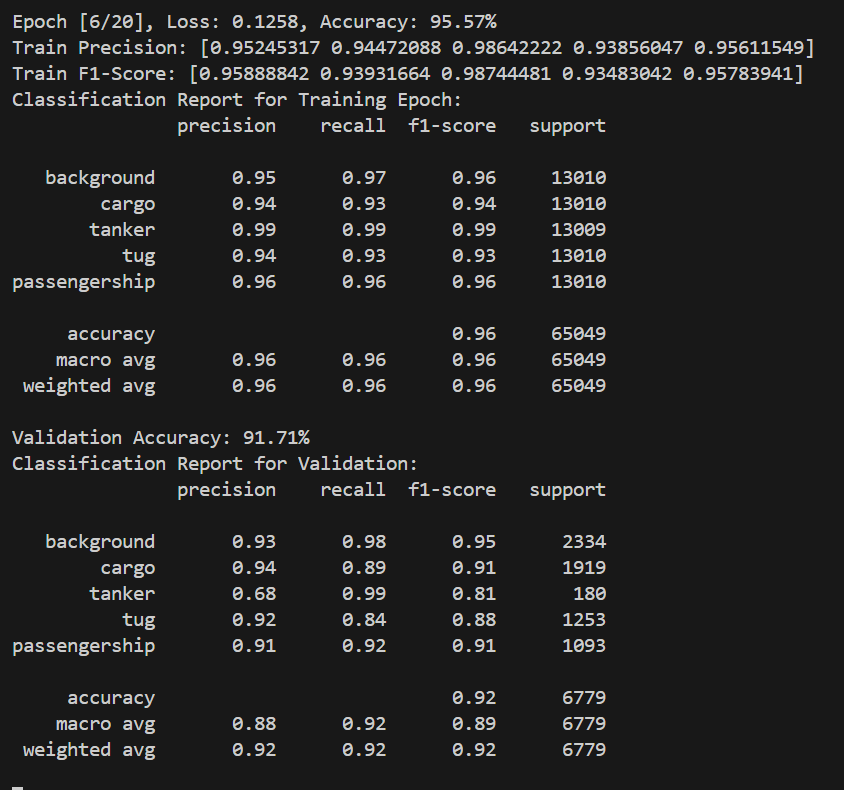 Epoch [6/20], Loss: 0.1258, Accuracy: 95.57%
Train Precision: [0.95245317 0.94472088 0.98642222 0.93856047 0.95611549]
Train F1-Score: [0.95888842 0.93931664 0.98744481 0.93483042 0.95783941]
Classification Report for Training Epoch:
precision recall f1-score support
background 0.95 0.97 0.96 13010
cargo 0.94 0.93 0.94 13010
tanker 0.99 0.99 0.99 13009
tug 0.94 0.93 0.93 13010
passengership 0.96 0.96 0.96 13010
accuracy 0.96 65049
macro avg 0.96 0.96 0.96 65049
weighted avg 0.96 0.96 0.96 65049
Validation Accuracy: 91.71%
Classification Report for Validation:
precision recall f1-score support
background 0.93 0.98 0.95 2334
cargo 0.94 0.89 0.91 1919
tanker 0.68 0.99 0.81 180
tug 0.92 0.84 0.88 1253
passengership 0.91 0.92 0.91 1093
accuracy 0.92 6779
macro avg 0.88 0.92 0.89 6779
weighted avg 0.92 0.92 0.92 6779